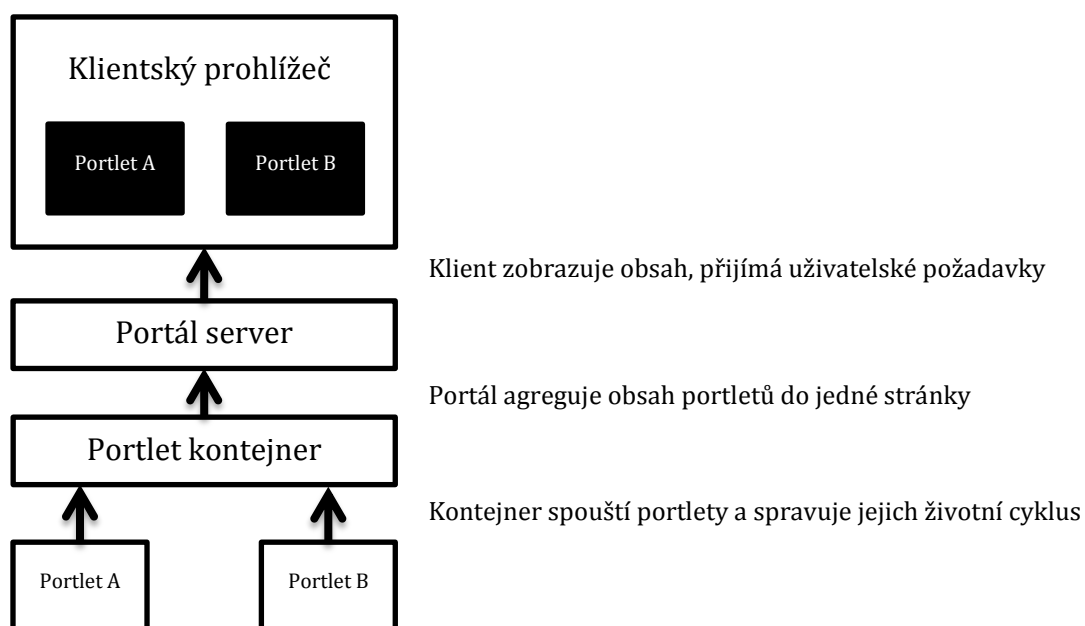 Klientský prohlížeč
Portlet A
Portlet B
Klient zobrazuje obsah, přijímá uživatelské požadavky
Portál server
Portál agreguje obsah portletů do jedné stránky
Portlet kontejner
Kontejner spouští portlety a spravuje jejich životní cyklus
Portlet A
Portlet B